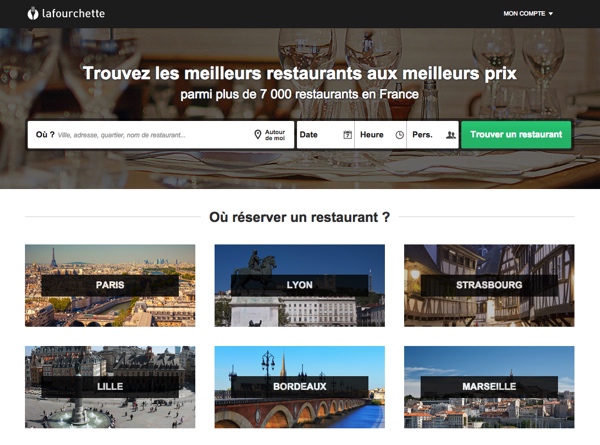 lafourchette
MON COMPTE
Trouvez les meilleurs restaurants aux meilleurs prix
parmi plus de 7 000 restaurants en France
Où ? Ville, adresse, quartier, nom de restaurant... Autour de moi Date 7 Heure Pers. Trouver un restaurant
Où réserver un restaurant ?
PARIS
LYON
STRASBOURG
LILLE
BORDEAUX
MARSEILLE